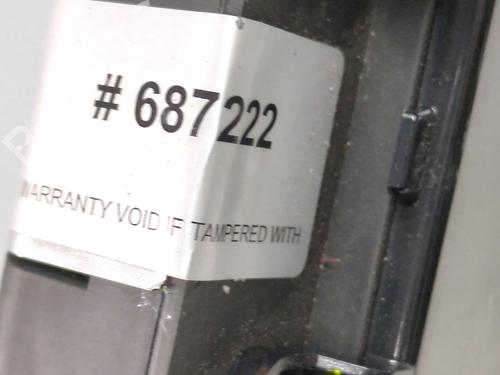 # 687222
WARRANTY VOID IF TAMPERED WITH